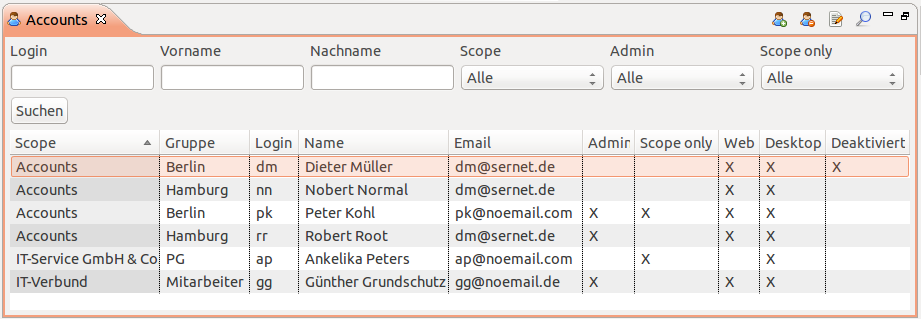 Accounts
Login Vorname Nachname Scope Admin Scope only
Alle Alle Alle
Suchen
Scope Gruppe Login Name Email Admin Scope only Web Desktop Deaktiviert
Accounts Berlin dm Dieter Müller dm@sernet.de X X X
Accounts Hamburg nn Nobert Normal dm@sernet.de X X
Accounts Berlin pk Peter Kohl pk@noemail.com X X X X
Accounts Hamburg rr Robert Root dm@sernet.de X X X
IT-Service GmbH & Co PG ap Ankelika Peters ap@noemail.com X X X
IT-Verbund Mitarbeiter gg Günther Grundschutz gg@noemail.de X X X